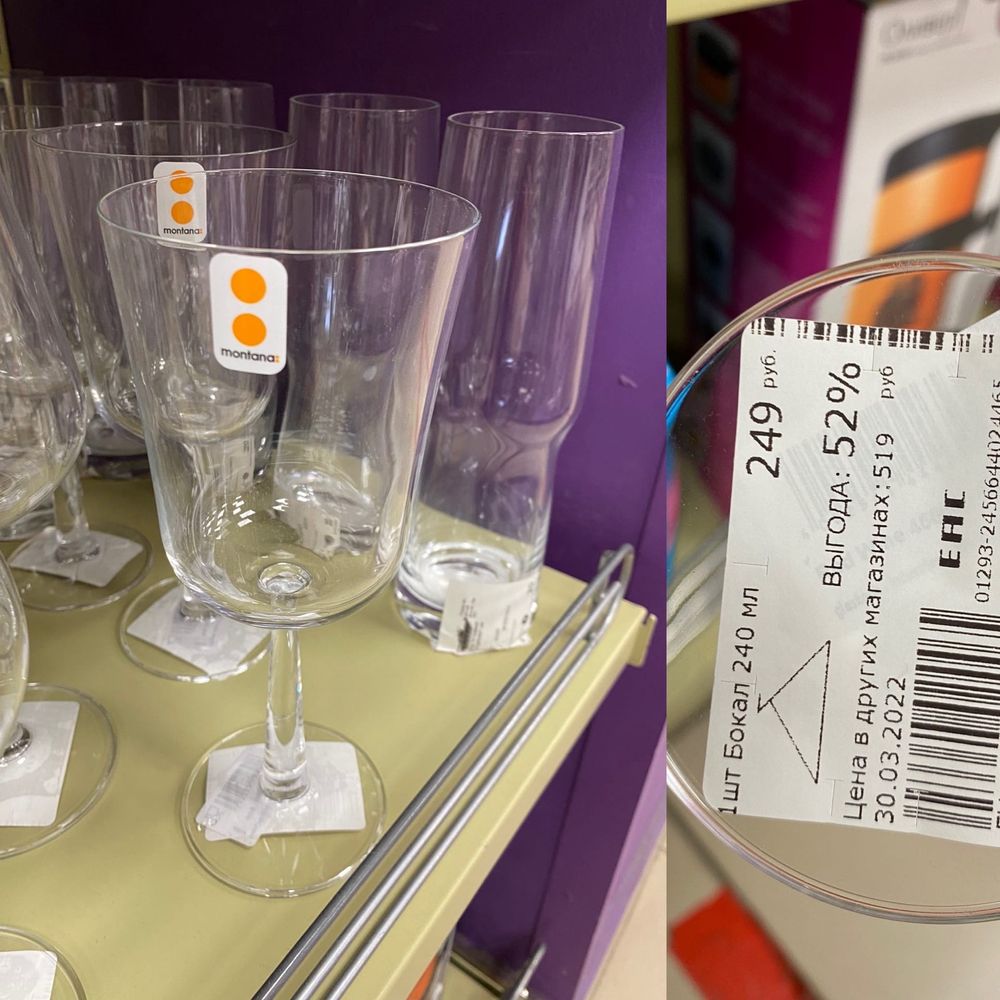 montana:
montana:
249 руб.
ВЫГОДА: 52%
1 шт Бокал 240 мл
Цена в других магазинах: 519 руб
30.03.2022
EAC